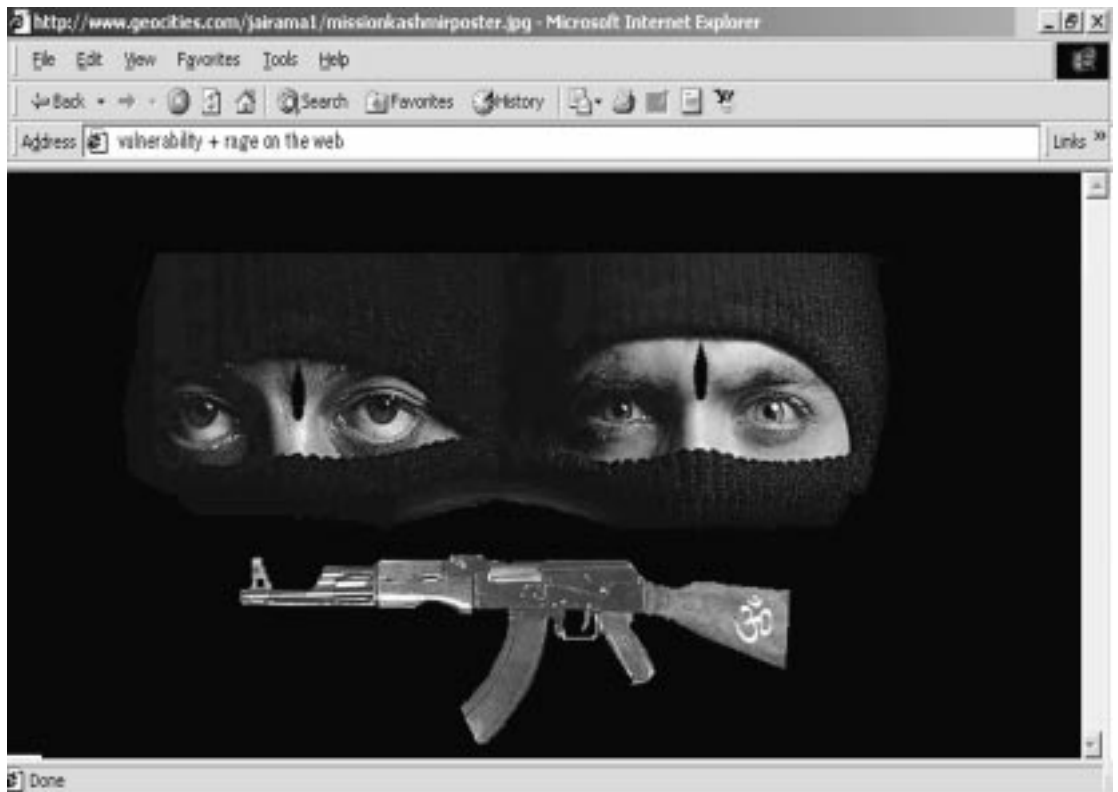 http://www.geocities.com/jairama1/missionkashmirposter.jpg - Microsoft Internet Explorer
File Edit View Favorites Tools Help
Back Search Favorites History
Address vulnerability + rage on the web Links »
ॐ
Done